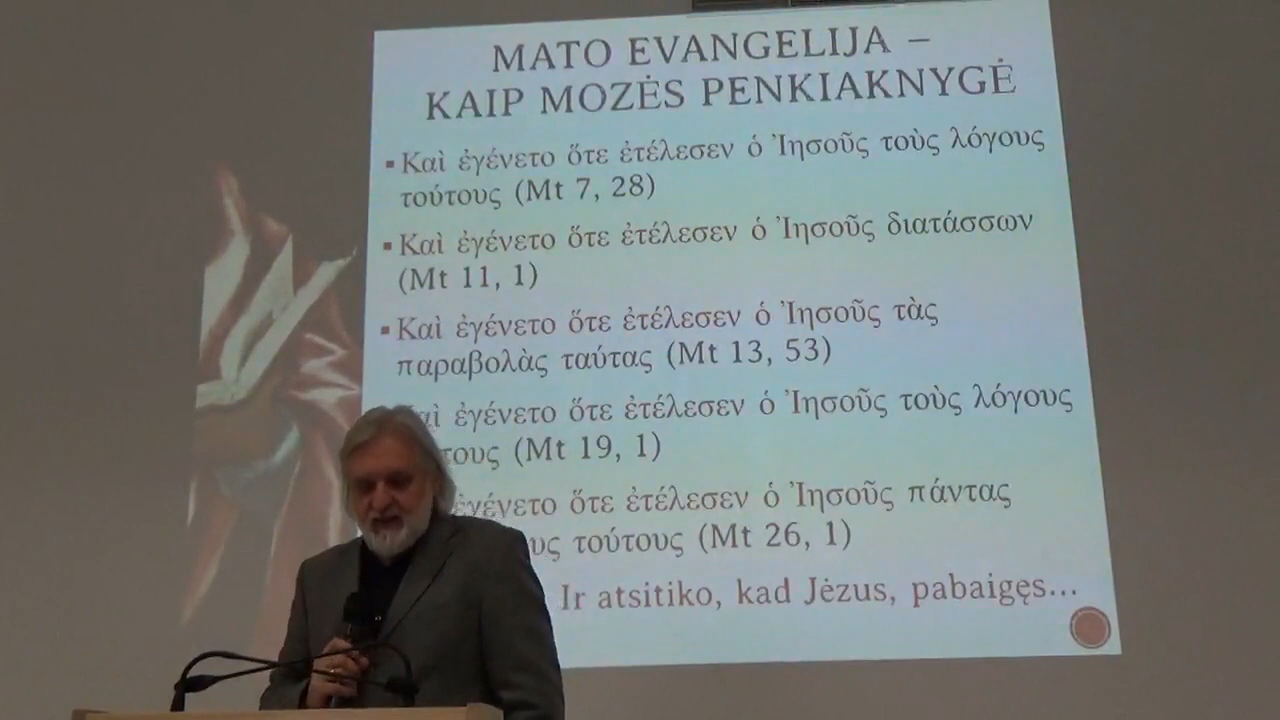 MATO EVANGELIJA –
KAIP MOZĖS PENKIAKNYGĖ
▪ Καὶ ἐγένετο ὅτε ἐτέλεσεν ὁ Ἰησοῦς τοὺς λόγους
τούτους (Mt 7, 28)
▪ Καὶ ἐγένετο ὅτε ἐτέλεσεν ὁ Ἰησοῦς διατάσσων
(Mt 11, 1)
▪ Καὶ ἐγένετο ὅτε ἐτέλεσεν ὁ Ἰησοῦς τὰς
παραβολὰς ταύτας (Mt 13, 53)
ἐγένετο ὅτε ἐτέλεσεν ὁ Ἰησοῦς τοὺς λόγους
(Mt 19, 1)
ἐγένετο ὅτε ἐτέλεσεν ὁ Ἰησοῦς πάντας
τούτους (Mt 26, 1)
Ir atsitiko, kad Jėzus, pabaigęs...